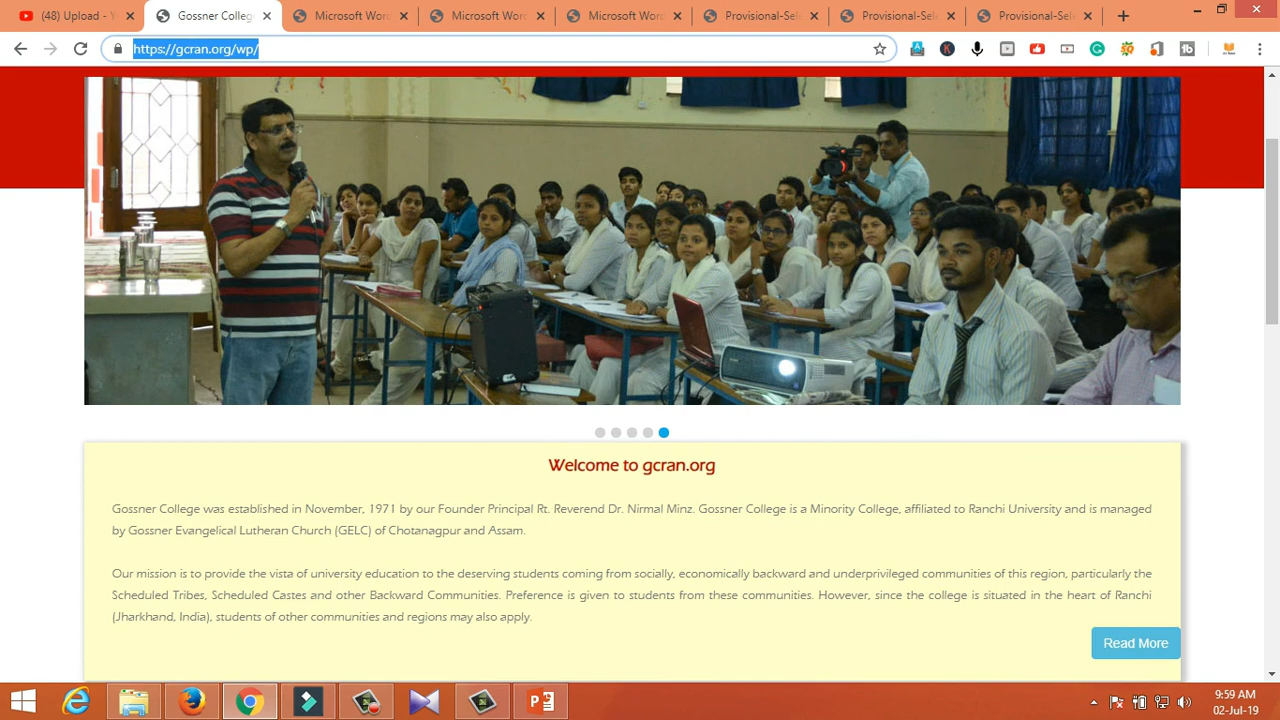 (48) Upload - Y
Gossner Colleg
Microsoft Word
Microsoft Word
Microsoft Word
Provisional-Sele
Provisional-Sele
Provisional-Sele
https://gcran.org/wp/
Welcome to gcran.org
Gossner College was established in November, 1971 by our Founder Principal Rt. Reverend Dr. Nirmal Minz. Gossner College is a Minority College, affiliated to Ranchi University and is managed
by Gossner Evangelical Lutheran Church (GELC) of Chotanagpur and Assam.
Our mission is to provide the vista of university education to the deserving students coming from socially, economically backward and underprivileged communities of this region, particularly the
Scheduled Tribes, Scheduled Castes and other Backward Communities. Preference is given to students from these communities. However, since the college is situated in the heart of Ranchi
(Jharkhand, India), students of other communities and regions may also apply.
Read More
9:59 AM
02-Jul-19